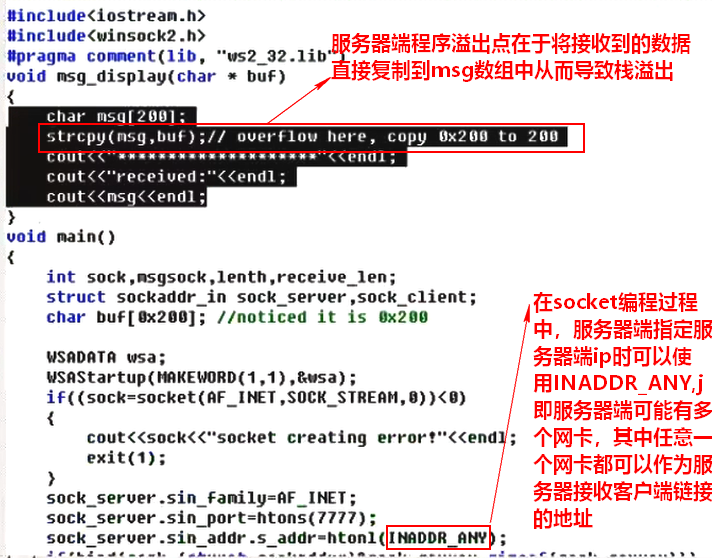 #include<iostream.h>
#include<winsock2.h>
#pragma comment(lib, "ws2_32.lib")
void msg_display(char * buf)
{
char msg[200];
strcpy(msg,buf);// overflow here, copy 0x200 to 200
cout<<"********************"<<endl;
cout<<"received:"<<endl;
cout<<msg<<endl;
}
void main()
{
int sock,msgsock,lenth,receive_len;
struct sockaddr_in sock_server,sock_client;
char buf[0x200]; //noticed it is 0x200
WSADATA wsa;
WSAStartup(MAKEWORD(1,1),&wsa);
if((sock=socket(AF_INET,SOCK_STREAM,0))<0)
{
cout<<sock<<"socket creating error!"<<endl;
exit(1);
}
sock_server.sin_family=AF_INET;
sock_server.sin_port=htons(7777);
sock_server.sin_addr.s_addr=htonl(INADDR_ANY);
服务器端程序溢出点在于将接收到的数据
直接复制到msg数组中从而导致栈溢出
在socket编程过程
中，服务器端指定服
务器端ip时可以使
用INADDR_ANY,j
即服务器端可能有多
个网卡，其中任意一
个网卡都可以作为服
务器接收客户端链接
的地址